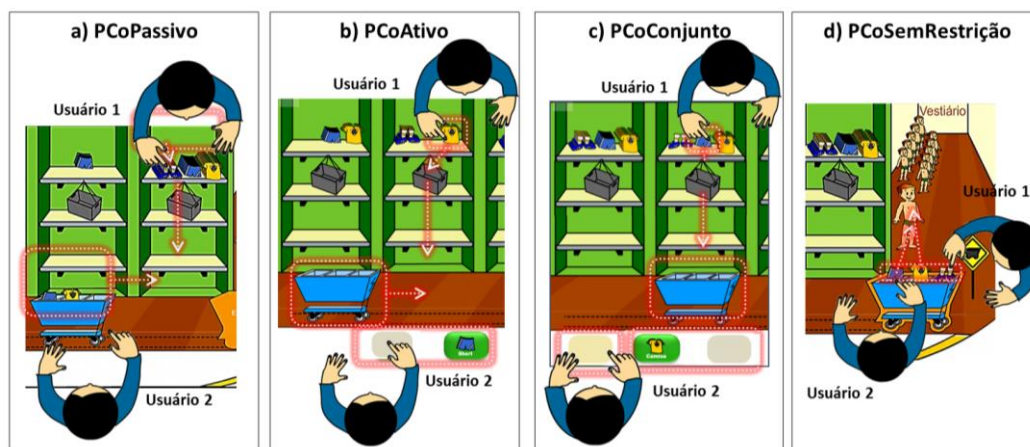 a) PCoPassivo
Usuário 1
Usuário 2
b) PCoAtivo
Usuário 1
Short
Usuário 2
c) PCoConjunto
Usuário 1
Camisa
Usuário 2
d) PCoSemRestrição
Vestiário
Usuário 1
Usuário 2